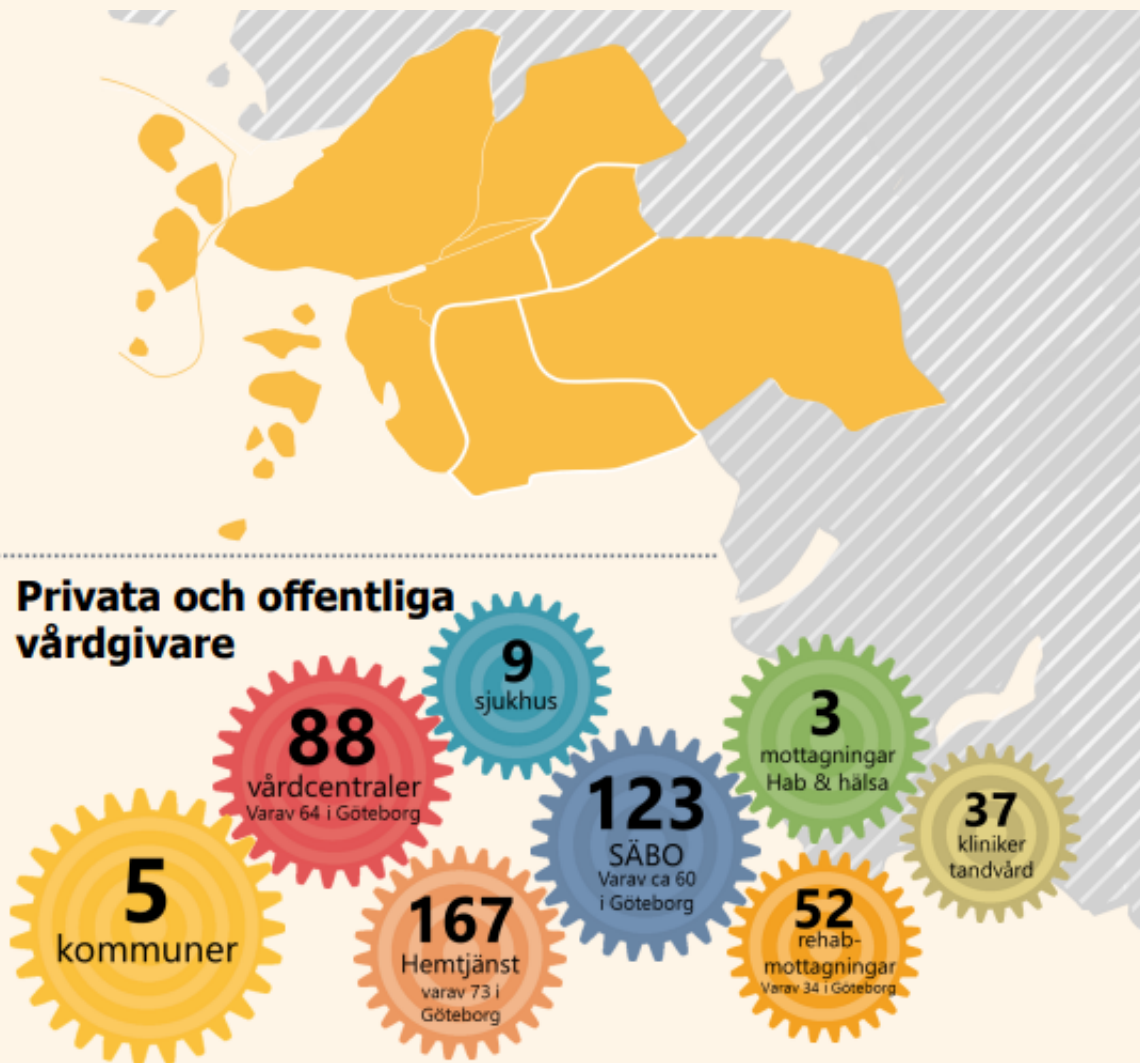 Privata och offentliga
vårdgivare
9
sjukhus
88
vårdcentraler
Varav 64 i Göteborg
3
mottagningar
Hab & hälsa
123
SÄBO
Varav ca 60
i Göteborg
37
kliniker
tandvård
5
kommuner
167
Hemtjänst
varav 73 i
Göteborg
52
rehab-
mottagningar
Varav 34 i Göteborg